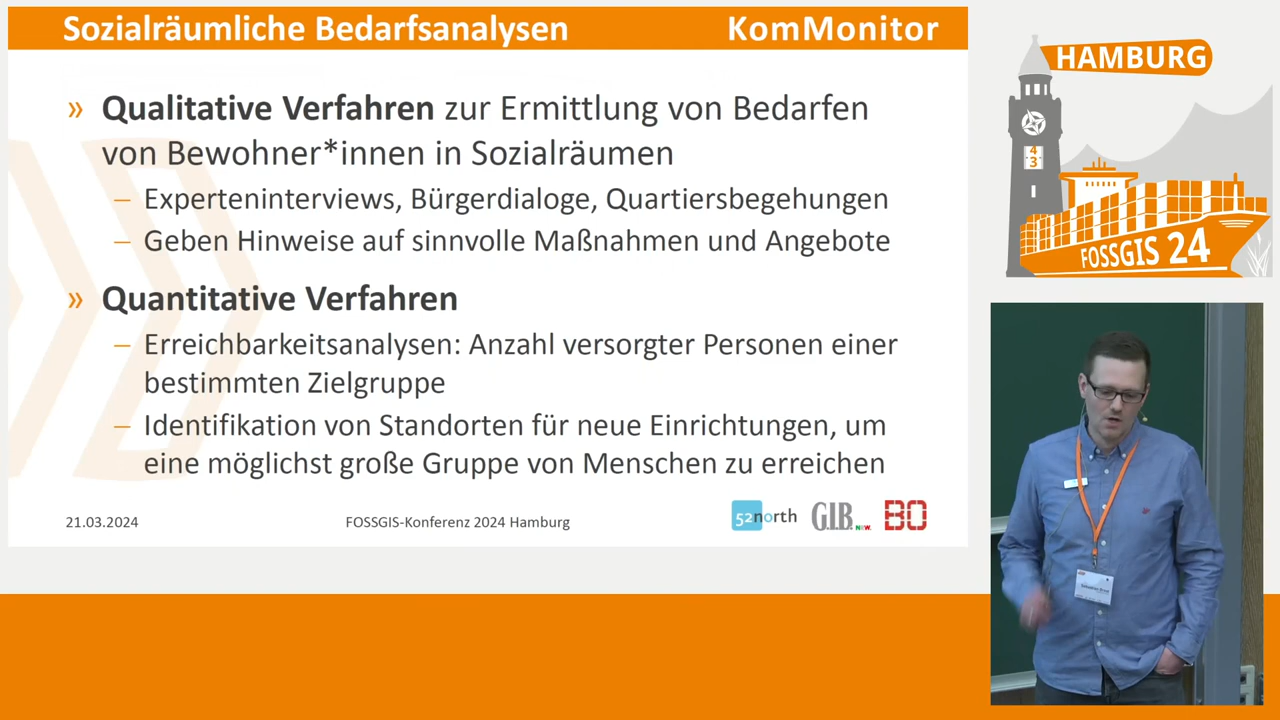 Sozialräumliche Bedarfsanalysen
KomMonitor
» Qualitative Verfahren zur Ermittlung von Bedarfen
von Bewohner*innen in Sozialräumen
– Experteninterviews, Bürgerdialoge, Quartiersbegehungen
– Geben Hinweise auf sinnvolle Maßnahmen und Angebote
» Quantitative Verfahren
– Erreichbarkeitsanalysen: Anzahl versorgter Personen einer
bestimmten Zielgruppe
– Identifikation von Standorten für neue Einrichtungen, um
eine möglichst große Gruppe von Menschen zu erreichen
21.03.2024
FOSSGIS-Konferenz 2024 Hamburg
52north
G.I.B. NRW.
BO
HAMBURG
4
3
FOSSGIS 24